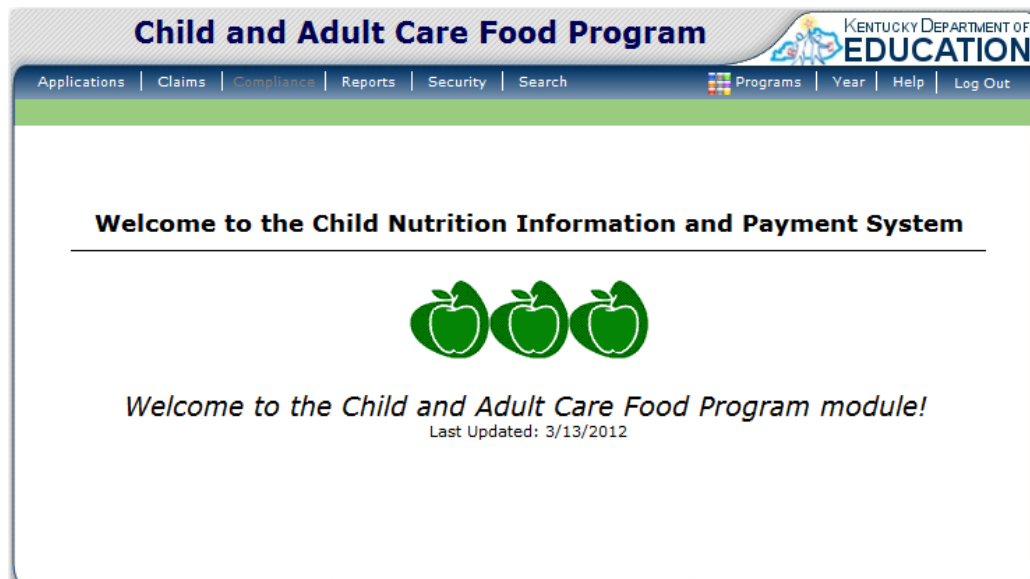 Child and Adult Care Food Program
KENTUCKY DEPARTMENT OF
EDUCATION
Applications | Claims | Compliance | Reports | Security | Search Programs | Year | Help | Log Out
Welcome to the Child Nutrition Information and Payment System
Welcome to the Child and Adult Care Food Program module!
Last Updated: 3/13/2012